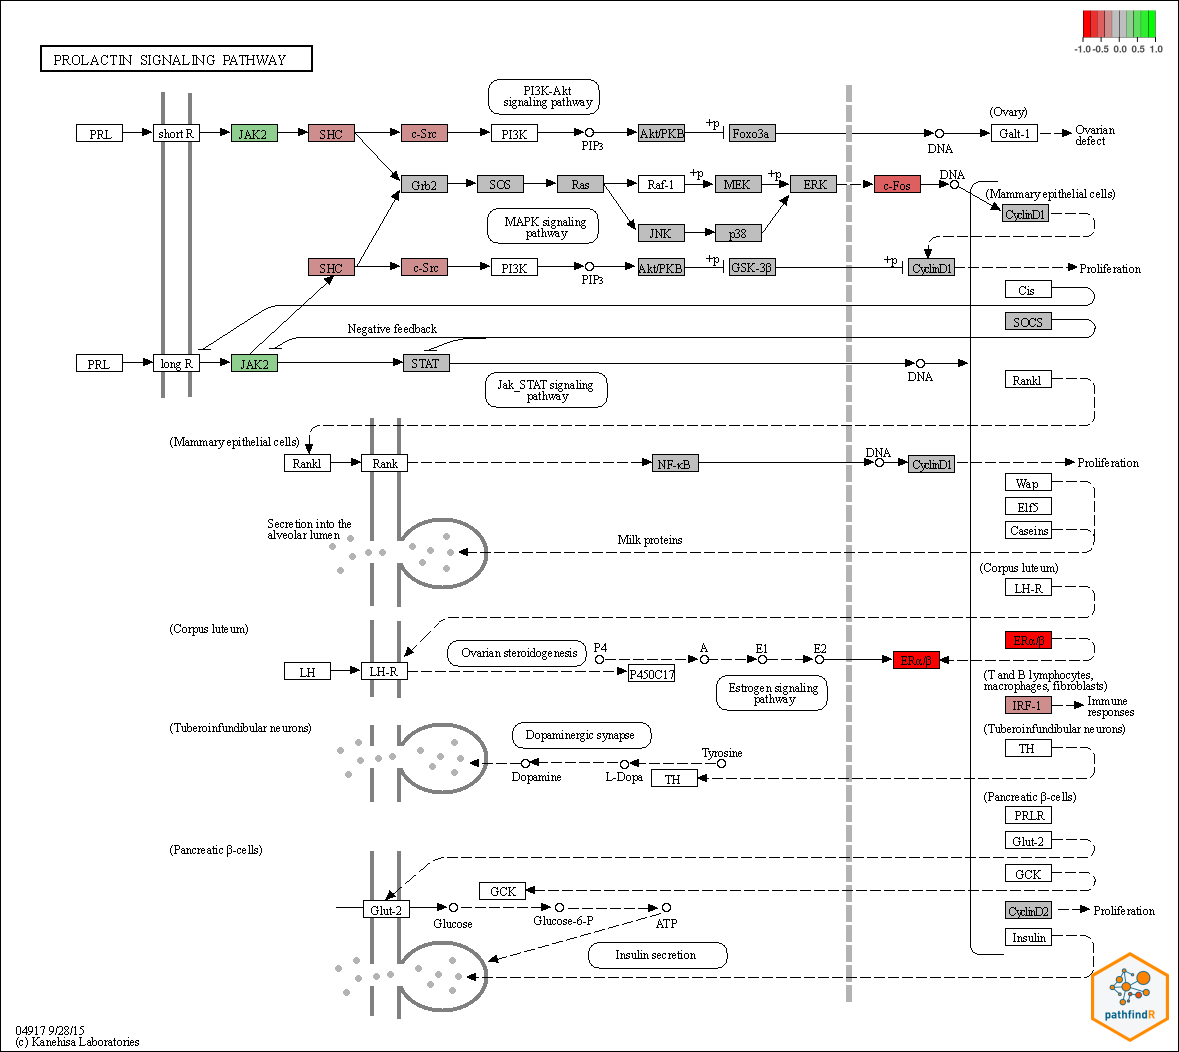 -1.0 -0.5 0.0 0.5 1.0
PROLACTIN SIGNALING PATHWAY
PI3K-Akt
signaling pathway
(Ovary)
PRL short R JAK2 SHC c-Src PI3K PIP3 Akt/PKB +p Foxo3a DNA Galt-1 Ovarian
defect
Grb2 SOS Ras Raf-1 +p MEK +p ERK c-Fos DNA
(Mammary epithelial cells)
CyclinD1
MAPK signaling
pathway
JNK p38
SHC c-Src PI3K PIP3 Akt/PKB +p GSK-3β +p CyclinD1 Proliferation
Cis
SOCS
Negative feedback
PRL long R JAK2 STAT DNA
Rankl
Jak_STAT signaling
pathway
(Mammary epithelial cells)
Rankl Rank NF-κB DNA CyclinD1 Proliferation
Wap
Elf5
Caseins
Secretion into the
alveolar lumen
Milk proteins
(Corpus luteum)
LH-R
(Corpus luteum)
ERα/β
LH LH-R
Ovarian steroidogenesis
P4 A E1 E2 ERα/β
P450C17
Estrogen signaling
pathway
(T and B lymphocytes,
macrophages, fibroblasts)
IRF-1 Immune
responses
(Tuberoinfundibular neurons)
(Tuberoinfundibular neurons)
TH
Dopaminergic synapse
Dopamine L-Dopa Tyrosine
TH
(Pancreatic β-cells)
PRLR
Glut-2
GCK
CyclinD2 Proliferation
Insulin
(Pancreatic β-cells)
GCK
Glut-2 Glucose Glucose-6-P ATP
Insulin secretion
pathfindR
04917 9/28/15
(c) Kanehisa Laboratories